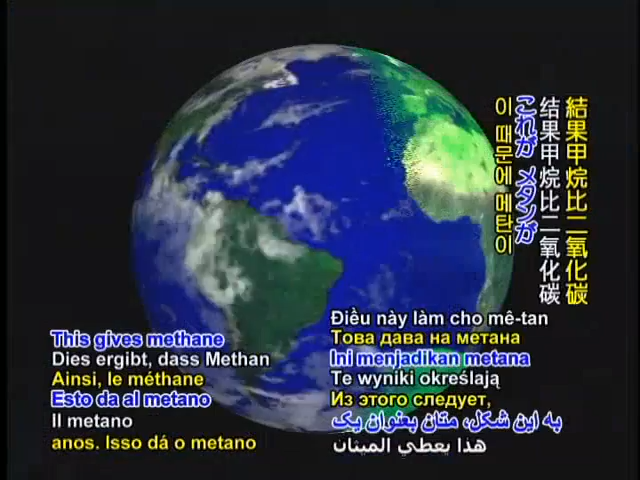 結果甲烷比二氧化碳
结果甲烷比二氧化碳
これが メタンが
이 때문에 메탄이
This gives methane
Dies ergibt, dass Methan
Ainsi, le méthane
Esto da al metano
Il metano
anos. Isso dá o metano
Điều này làm cho mê-tan
Това дава на метана
Ini menjadikan metana
Te wyniki określają
Из этого следует,
به این شکل، متان بعنوان یک
هذا يعطي الميثان